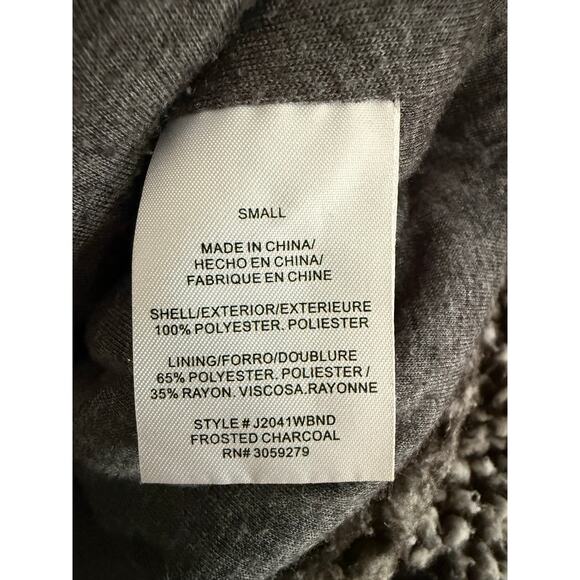 SMALL
MADE IN CHINA/
HECHO EN CHINA/
FABRIQUE EN CHINE
SHELL/EXTERIOR/EXTERIEURE
100% POLYESTER. POLIESTER
LINING/FORRO/DOUBLURE
65% POLYESTER. POLIESTER /
35% RAYON. VISCOSA.RAYONNE
STYLE # J2041WBND
FROSTED CHARCOAL
RN# 3059279